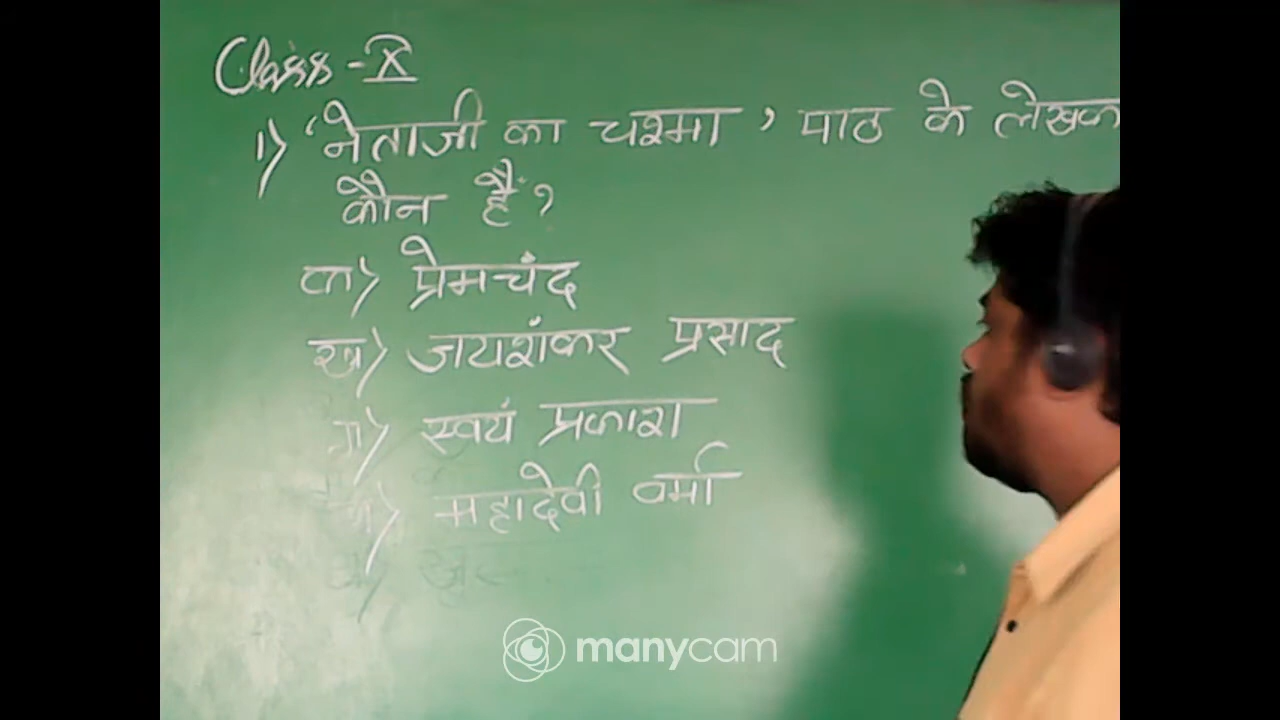 Class - X
1) 'नेताजी का चश्मा' पाठ के लेखक
कौन हैं?
क) प्रेमचंद
ख) जयशंकर प्रसाद
ग) स्वयं प्रकाश
महादेवी वर्मा
manycam